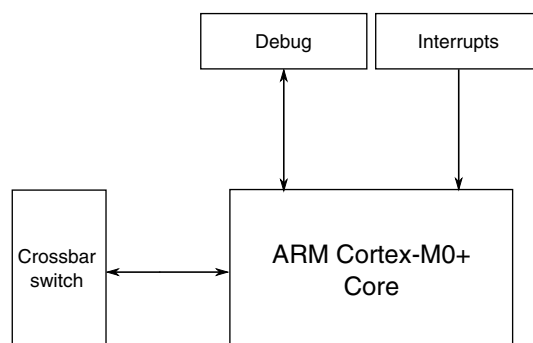 Debug
Interrupts
Crossbar
switch
ARM Cortex-M0+
Core